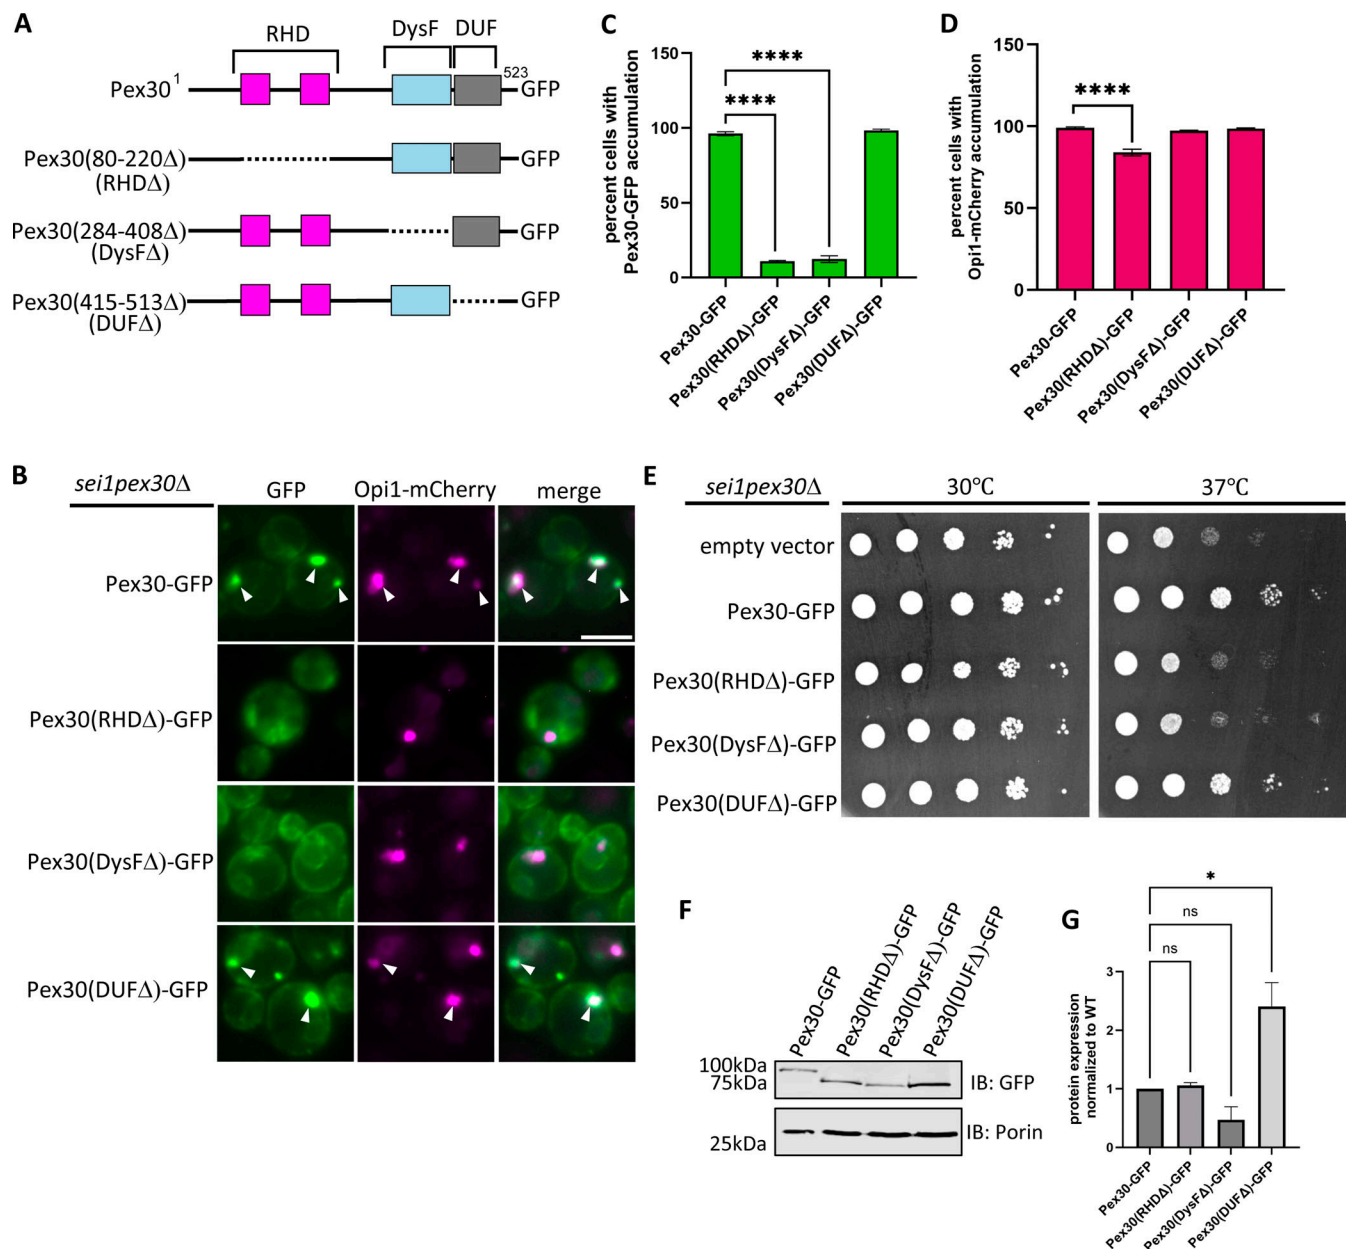 A
RHD
DysF
DUF
Pex30
1
523
GFP
Pex30(80-220Δ)
(RHDΔ)
GFP
Pex30(284-408Δ)
(DysFΔ)
GFP
Pex30(415-513Δ)
(DUFΔ)
GFP
C
percent cells with
Pex30-GFP accumulation
150
100
50
0
****
****
Pex30-GFP
Pex30(RHDΔ)-GFP
Pex30(DysFΔ)-GFP
Pex30(DUFΔ)-GFP
D
percent cells with
Opi1-mCherry accumulation
150
100
50
0
****
Pex30-GFP
Pex30(RHDΔ)-GFP
Pex30(DysFΔ)-GFP
Pex30(DUFΔ)-GFP
B
sei1pex30Δ
GFP
Opi1-mCherry
merge
Pex30-GFP
Pex30(RHDΔ)-GFP
Pex30(DysFΔ)-GFP
Pex30(DUFΔ)-GFP
E
sei1pex30Δ
30°C
37°C
empty vector
Pex30-GFP
Pex30(RHDΔ)-GFP
Pex30(DysFΔ)-GFP
Pex30(DUFΔ)-GFP
F
Pex30-GFP
Pex30(RHDΔ)-GFP
Pex30(DysFΔ)-GFP
Pex30(DUFΔ)-GFP
100kDa
75kDa
IB: GFP
25kDa
IB: Porin
G
protein expression
normalized to WT
3
2
1
0
ns
ns
*
Pex30-GFP
Pex30(RHDΔ)-GFP
Pex30(DysFΔ)-GFP
Pex30(DUFΔ)-GFP